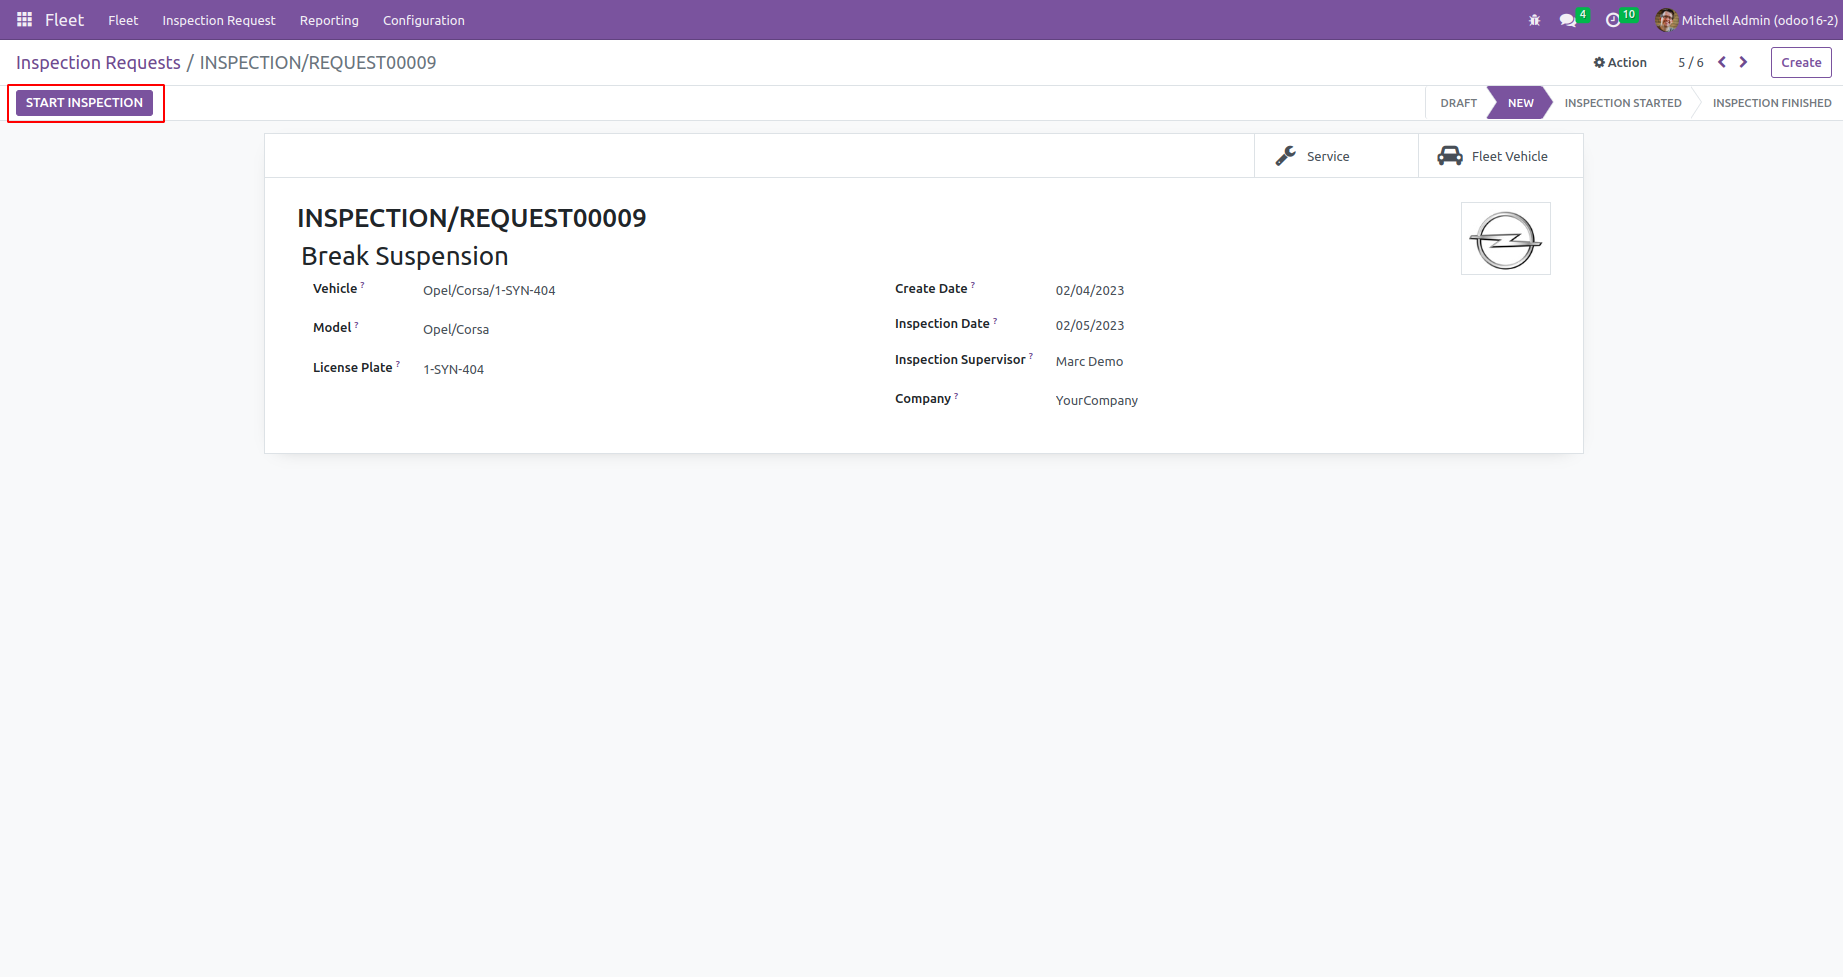 Fleet Fleet Inspection Request Reporting Configuration 4 10 Mitchell Admin (odoo16-2)
Inspection Requests / INSPECTION/REQUEST00009 Action 5 / 6 Create
START INSPECTION DRAFT NEW INSPECTION STARTED INSPECTION FINISHED
Service Fleet Vehicle
INSPECTION/REQUEST00009
Break Suspension
Vehicle ? Opel/Corsa/1-SYN-404
Model ? Opel/Corsa
License Plate ? 1-SYN-404
Create Date ? 02/04/2023
Inspection Date ? 02/05/2023
Inspection Supervisor ? Marc Demo
Company ? YourCompany